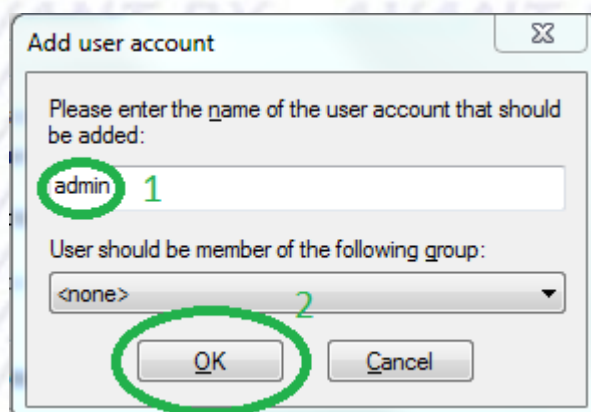 Add user account
Please enter the name of the user account that should
be added:
admin 1
User should be member of the following group:
<none>
2
OK
Cancel